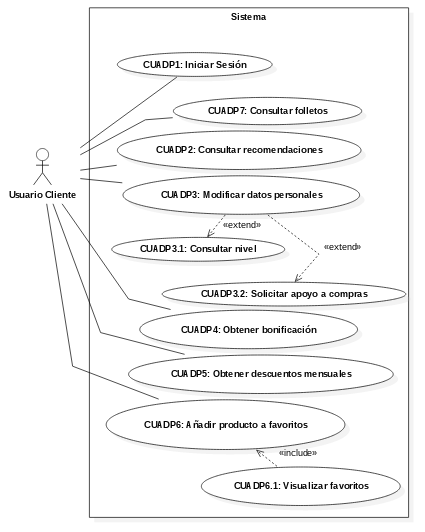 Sistema
CUADP1: Iniciar Sesión
CUADP7: Consultar folletos
CUADP2: Consultar recomendaciones
Usuario Cliente
CUADP3: Modificar datos personales
«extend»
CUADP3.1: Consultar nivel
«extend»
CUADP3.2: Solicitar apoyo a compras
CUADP4: Obtener bonificación
CUADP5: Obtener descuentos mensuales
CUADP6: Añadir producto a favoritos
«include»
CUADP6.1: Visualizar favoritos